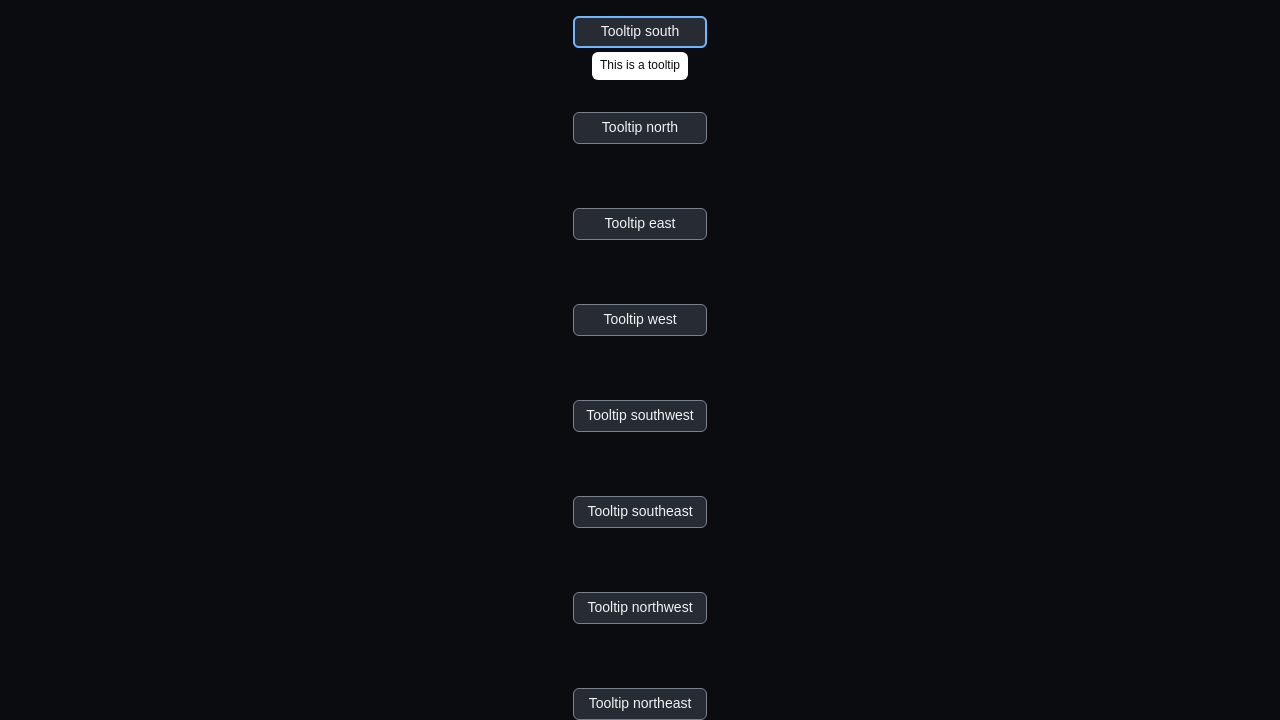 Tooltip south
This is a tooltip
Tooltip north
Tooltip east
Tooltip west
Tooltip southwest
Tooltip southeast
Tooltip northwest
Tooltip northeast